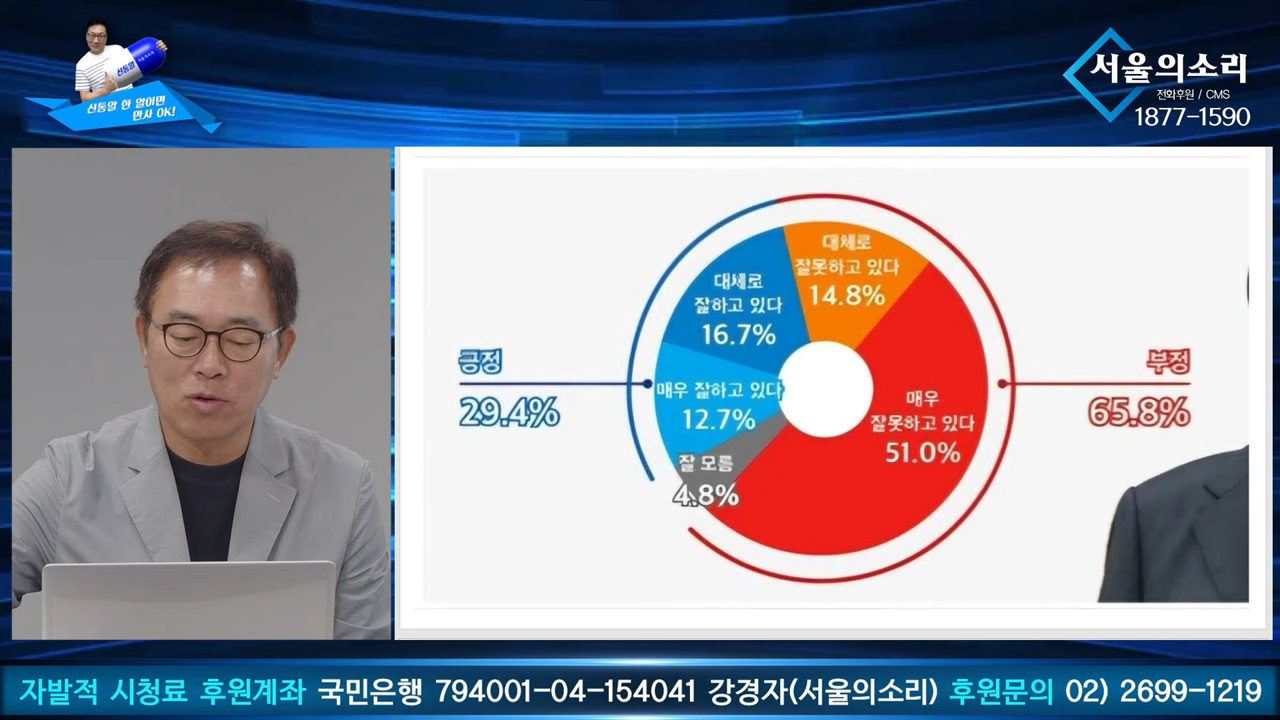 신통알 한 알이면
만사 OK!
서울의소리
전화후원 / CMS
1877-1590
대체로
잘못하고 있다
14.8%
대체로
잘하고 있다
16.7%
긍정
29.4%
매우 잘하고 있다
12.7%
매우
잘못하고 있다
51.0%
부정
65.8%
잘 모름
4.8%
자발적 시청료 후원계좌 국민은행 794001-04-154041 강경자(서울의소리) 후원문의 02) 2699-1219